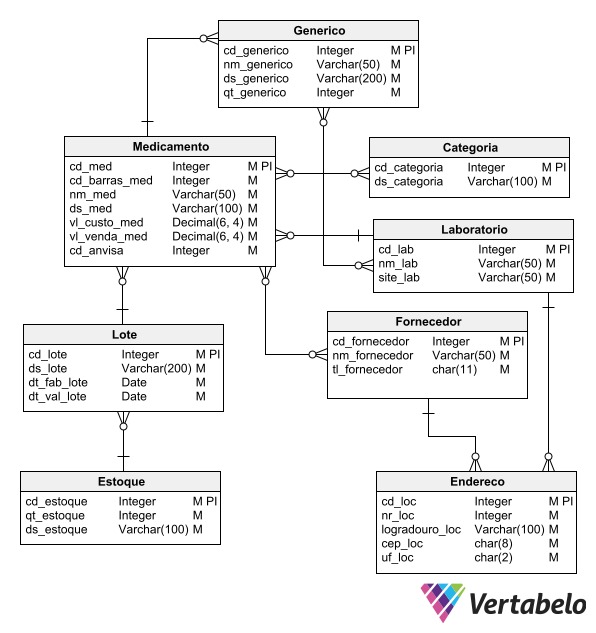 Generico
cd_generico Integer M PI
nm_generico Varchar(50) M
ds_generico Varchar(200) M
qt_generico Integer M
Medicamento
cd_med Integer M PI
cd_barras_med Integer M
nm_med Varchar(50) M
ds_med Varchar(100) M
vl_custo_med Decimal(6, 4) M
vl_venda_med Decimal(6, 4) M
cd_anvisa Integer M
Categoria
cd_categoria Integer M PI
ds_categoria Varchar(100) M
Laboratorio
cd_lab Integer M PI
nm_lab Varchar(50) M
site_lab Varchar(50) M
Fornecedor
cd_fornecedor Integer M PI
nm_fornecedor Varchar(50) M
tl_fornecedor char(11) M
Lote
cd_lote Integer M PI
ds_lote Varchar(200) M
dt_fab_lote Date M
dt_val_lote Date M
Estoque
cd_estoque Integer M PI
qt_estoque Integer M
ds_estoque Varchar(100) M
Endereco
cd_loc Integer M PI
nr_loc Integer M
logradouro_loc Varchar(100) M
cep_loc char(8) M
uf_loc char(2) M
Vertabelo